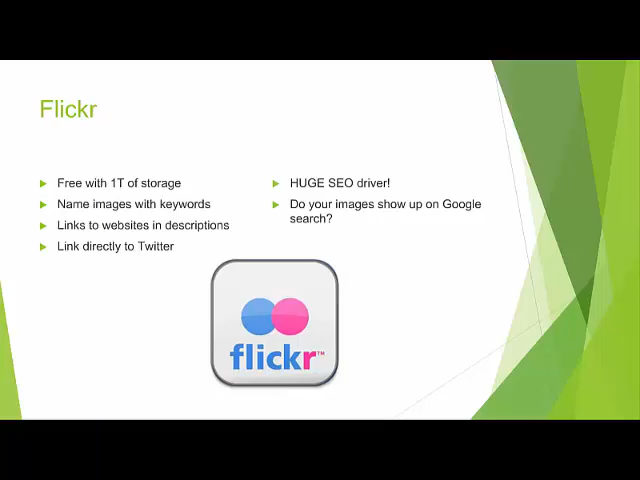 Flickr
Free with 1T of storage
Name images with keywords
Links to websites in descriptions
Link directly to Twitter
HUGE SEO driver!
Do your images show up on Google
search?
flickr™